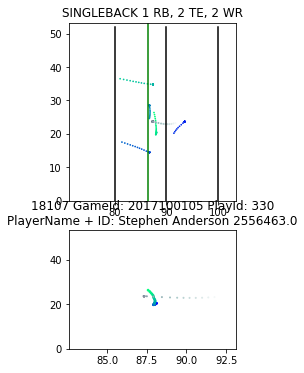 SINGLEBACK 1 RB, 2 TE, 2 WR
50
40
30
20
10
0
80 90 100
18107 GameId: 2017100105 PlayId: 330
PlayerName + ID: Stephen Anderson 2556463.0
40
20
0
85.0 87.5 90.0 92.5